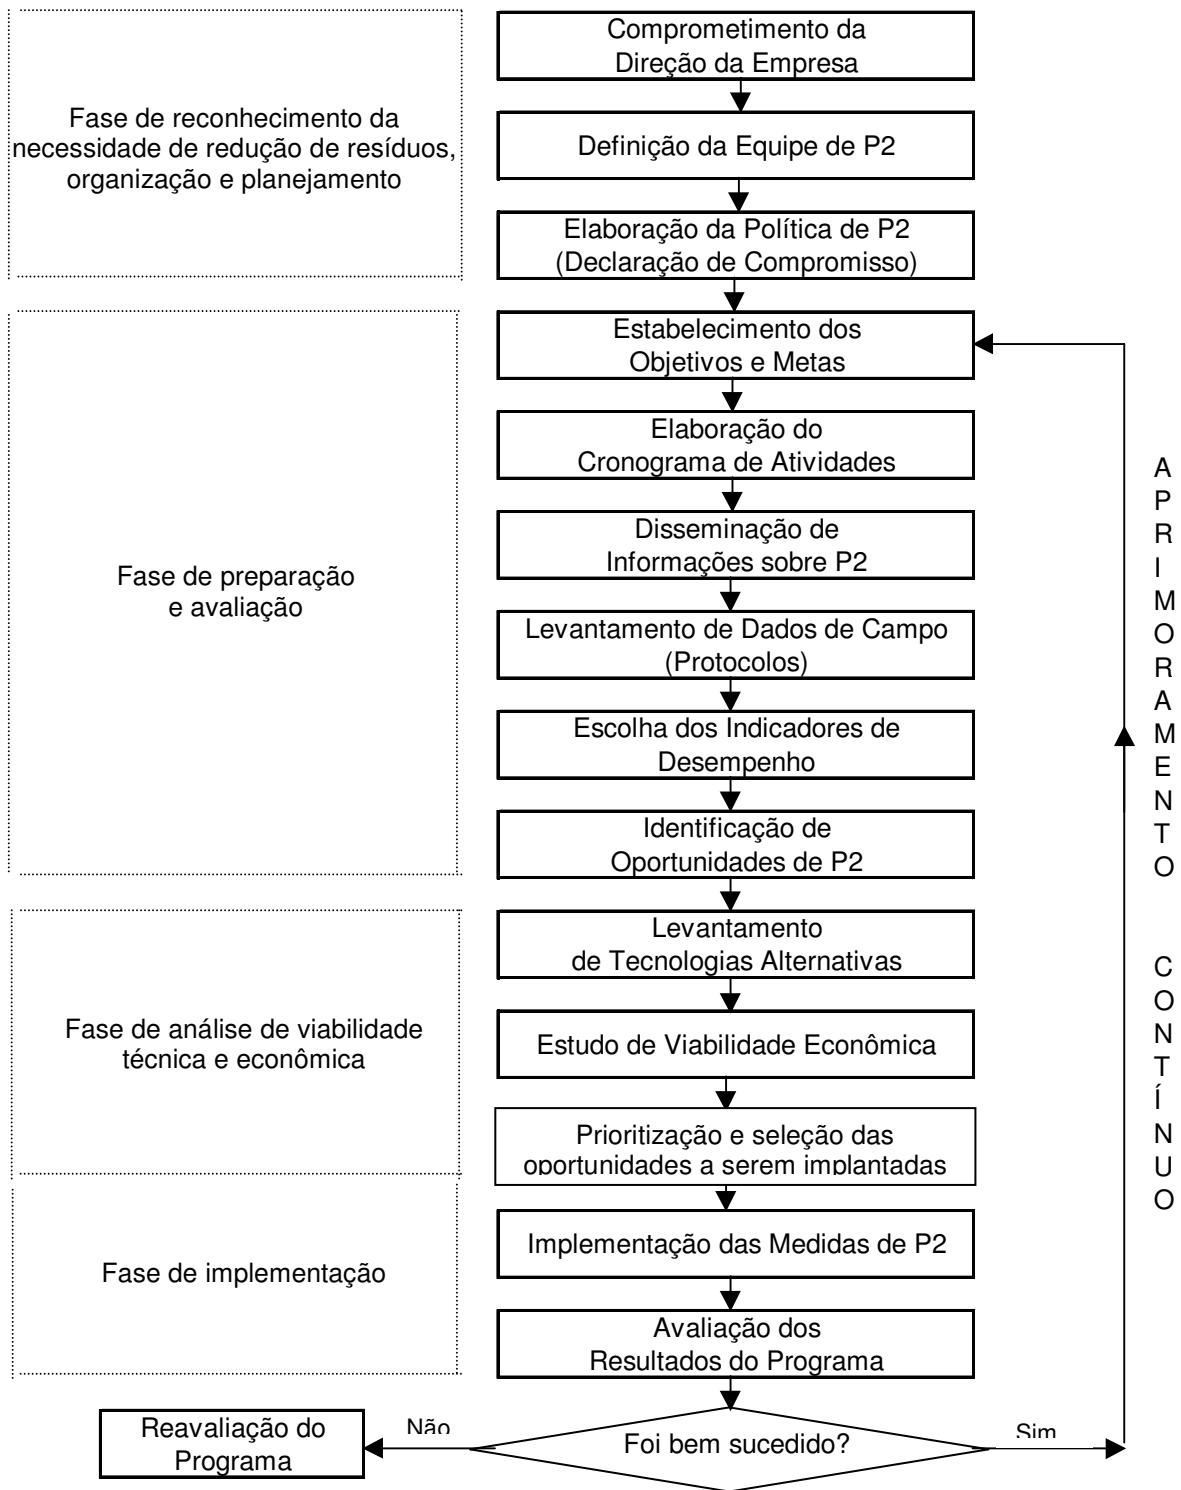 Comprometimento da
Direção da Empresa
Fase de reconhecimento da
necessidade de redução de resíduos,
organização e planejamento
Definição da Equipe de P2
Elaboração da Política de P2
(Declaração de Compromisso)
Estabelecimento dos
Objetivos e Metas
Elaboração do
Cronograma de Atividades
Disseminação de
Informações sobre P2
Fase de preparação
e avaliação
Levantamento de Dados de Campo
(Protocolos)
Escolha dos Indicadores de
Desempenho
Identificação de
Oportunidades de P2
Levantamento
de Tecnologias Alternativas
Fase de análise de viabilidade
técnica e econômica
Estudo de Viabilidade Econômica
Prioritização e seleção das
oportunidades a serem implantadas
Fase de implementação
Implementação das Medidas de P2
Avaliação dos
Resultados do Programa
Reavaliação do
Programa
Não
Foi bem sucedido?
Sim
APRIMORAMENTO
CONTÍNUO